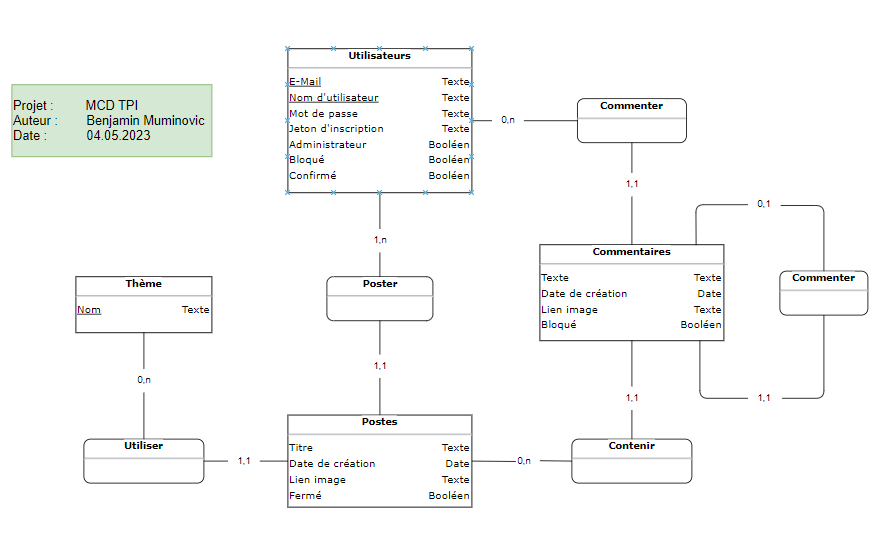 Projet : MCD TPI
Auteur : Benjamin Muminovic
Date : 04.05.2023
Utilisateurs
E-Mail Texte
Nom d'utilisateur Texte
Mot de passe Texte
Jeton d'inscription Texte
Administrateur Booléen
Bloqué Booléen
Confirmé Booléen
0,n
Commenter
1,1
1,n
Poster
1,1
Commentaires
Texte Texte
Date de création Date
Lien image Texte
Bloqué Booléen
0,1
Commenter
1,1
1,1
Thème
Nom Texte
0,n
Utiliser
1,1
Postes
Titre Texte
Date de création Date
Lien image Texte
Fermé Booléen
0,n
Contenir